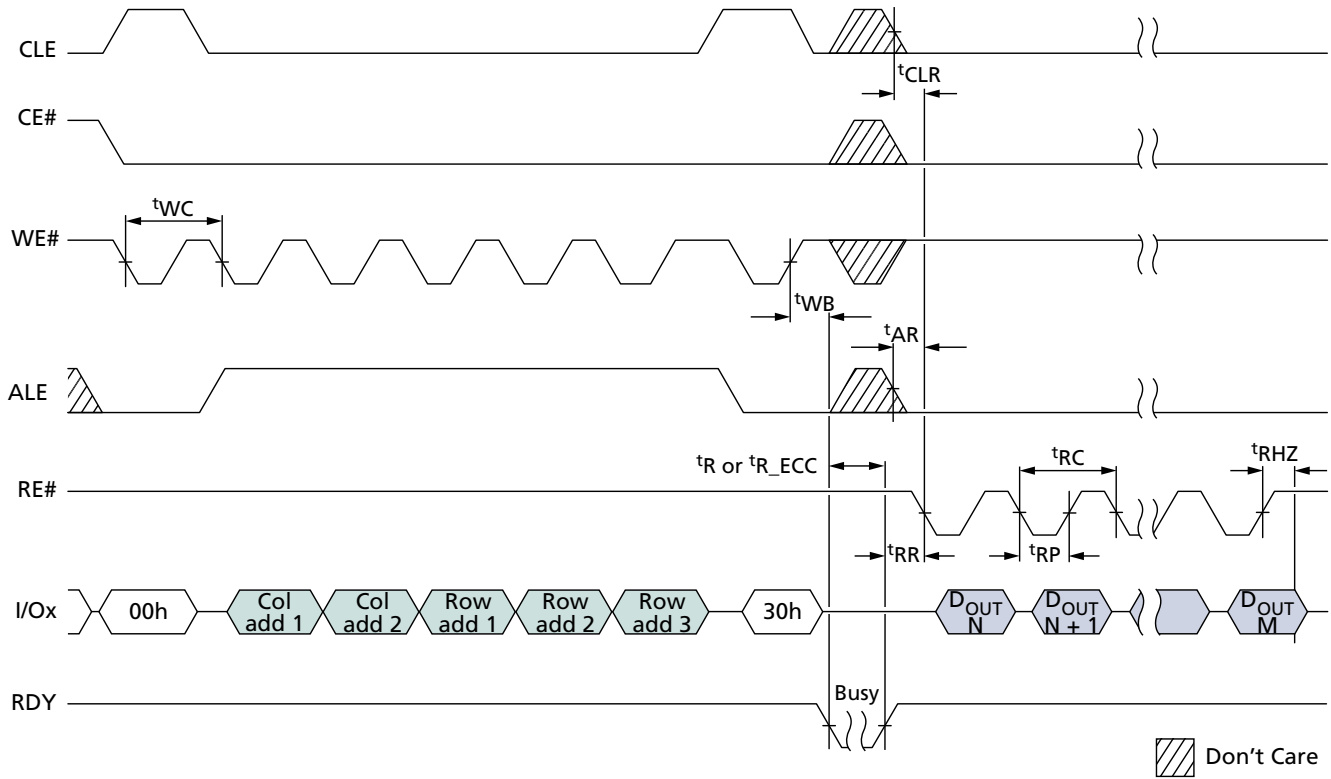 CLE
tCLR
CE#
tWC
WE#
tWB
tAR
ALE
tR or tR_ECC
tRC
tRHZ
RE#
tRR
tRP
I/Ox
00h
Col
add 1
Col
add 2
Row
add 1
Row
add 2
Row
add 3
30h
DOUT
N
DOUT
N + 1
DOUT
M
RDY
Busy
Don't Care